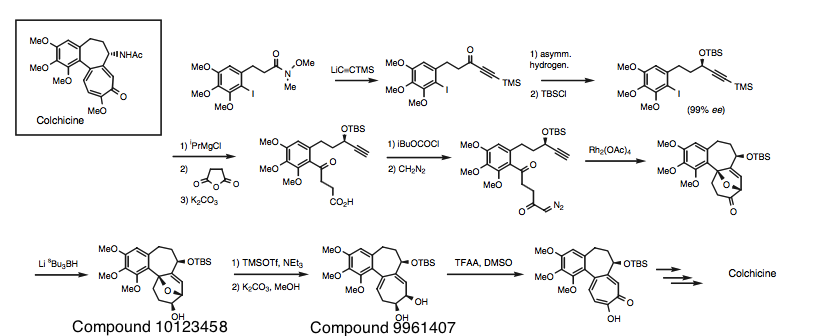 MeO
MeO
MeO
NHAc
O
MeO
Colchicine
MeO
MeO
MeO
I
O
N
OMe
Me
LiC≡CTMS
MeO
MeO
MeO
I
O
TMS
1) asymm.
hydrogen.
2) TBSCl
MeO
MeO
MeO
I
OTBS
TMS
(99% ee)
1) iPrMgCl
2)
O
O
O
3) K2CO3
MeO
MeO
MeO
OTBS
O
CO2H
1) iBuOCOCl
2) CH2N2
MeO
MeO
MeO
OTBS
O
O
N2
Rh2(OAc)4
MeO
MeO
MeO
OTBS
O
O
Li sBu3BH
MeO
MeO
MeO
OTBS
O
OH
Compound 10123458
1) TMSOTf, NEt3
2) K2CO3, MeOH
MeO
MeO
MeO
OTBS
OH
OH
Compound 9961407
TFAA, DMSO
MeO
MeO
MeO
OTBS
O
OH
Colchicine